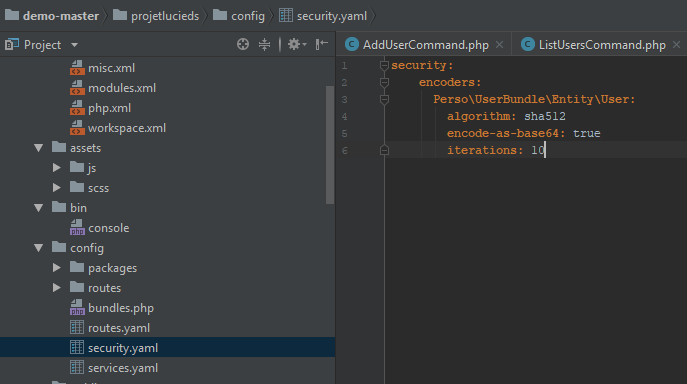 demo-master projetlucieds config security.yaml
Project
AddUserCommand.php ListUsersCommand.php
misc.xml
modules.xml
php.xml
workspace.xml
assets
js
scss
bin
console
config
packages
routes
bundles.php
routes.yaml
security.yaml
services.yaml
1 security:
2 encoders:
3 Perso\UserBundle\Entity\User:
4 algorithm: sha512
5 encode-as-base64: true
6 iterations: 10